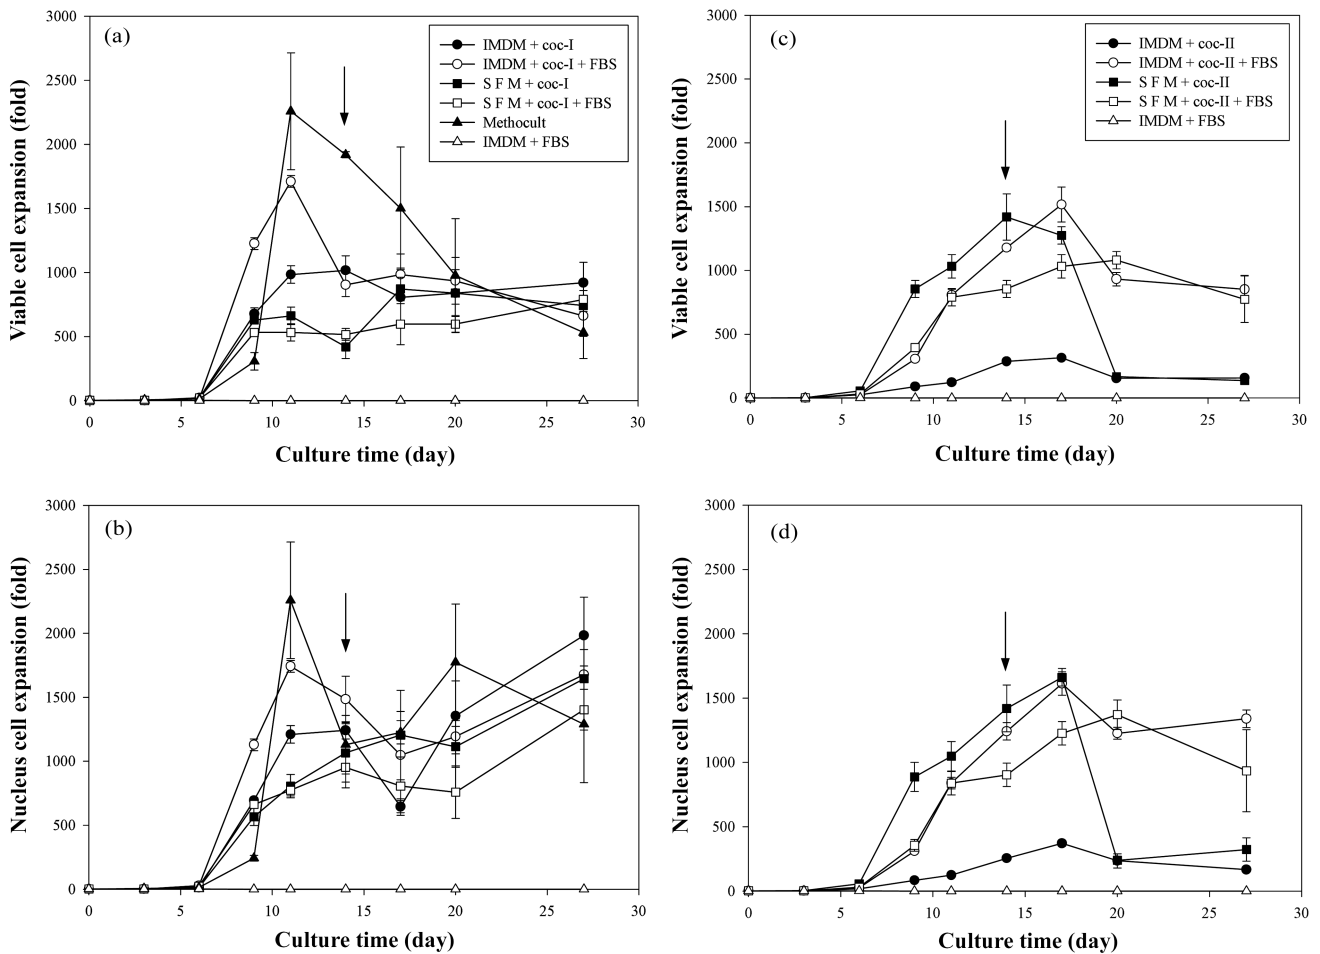 (a)
3000
2500
2000
1500
1000
500
0
Viable cell expansion (fold)
IMDM + coc-I
IMDM + coc-I + FBS
S F M + coc-I
S F M + coc-I + FBS
Methocult
IMDM + FBS
0 5 10 15 20 25 30
Culture time (day)
(c)
3000
2500
2000
1500
1000
500
0
Viable cell expansion (fold)
IMDM + coc-II
IMDM + coc-II + FBS
S F M + coc-II
S F M + coc-II + FBS
IMDM + FBS
0 5 10 15 20 25 30
Culture time (day)
(b)
3000
2500
2000
1500
1000
500
0
Nucleus cell expansion (fold)
0 5 10 15 20 25 30
Culture time (day)
(d)
3000
2500
2000
1500
1000
500
0
Nucleus cell expansion (fold)
0 5 10 15 20 25 30
Culture time (day)